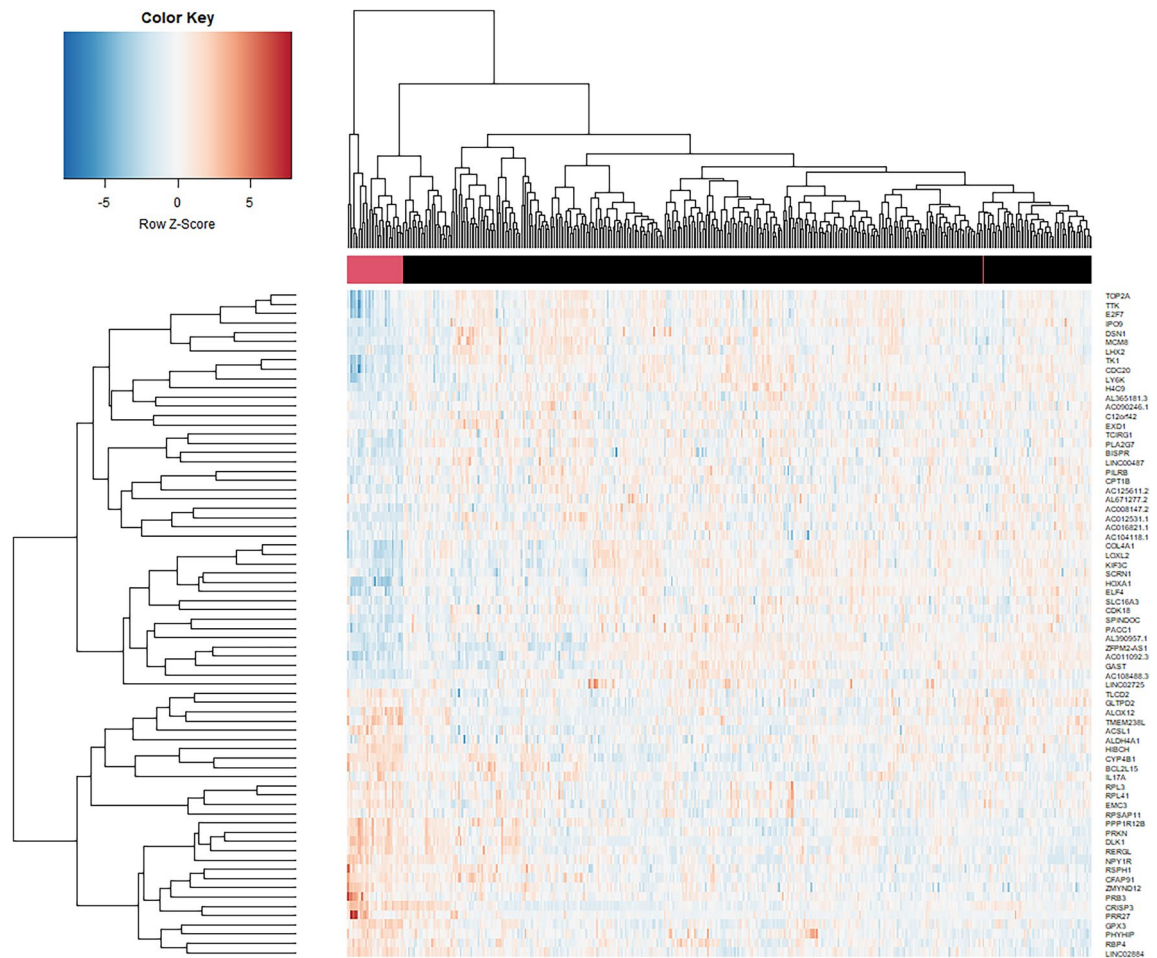 Color Key
-5 0 5
Row Z-Score
TOP2A
TTK
E2F7
IPO9
DSN1
MCM8
LHX2
TK1
CDC20
LY6K
H4C9
AL365181.3
AC090246.1
C12orf42
EXD1
TCIRG1
PLA2G7
BISPR
LINC00487
PILRB
CPT1B
AC125611.2
AL671277.2
AC008147.2
AC012531.1
AC016821.1
AC104118.1
COL4A1
LOXL2
KIF3C
SCRN1
HOXA1
ELF4
SLC16A3
CDK18
SPINDOC
PACC1
AL390957.1
ZFPM2-AS1
AC011092.3
GAST
AC108488.3
LINC02725
TLCD2
GLTPD2
ALOX12
TMEM238L
ACSL1
ALDH4A1
HIBCH
CYP4B1
BCL2L15
IL17A
RPL3
RPL41
EMC3
RPSAP11
PPP1R12B
PRKN
DLK1
RERGL
NPY1R
RSPH1
CFAP91
ZMYND12
PRB3
CRISP3
PRR27
GPX3
PHYHIP
RBP4
LINC02884